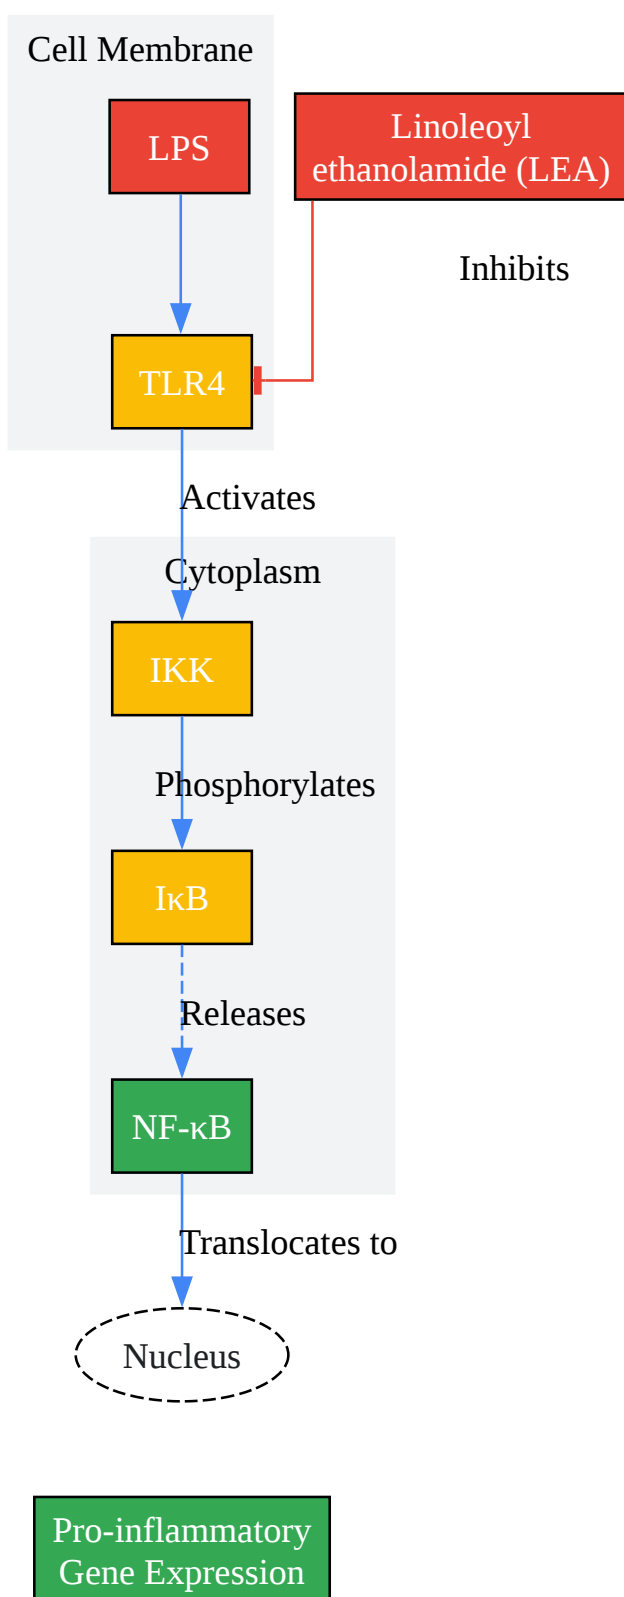 Cell Membrane
LPS
Linoleoyl
ethanolamide (LEA)
Inhibits
TLR4
Activates
Cytoplasm
IKK
Phosphorylates
IκB
Releases
NF-κB
Translocates to
Nucleus
Pro-inflammatory
Gene Expression